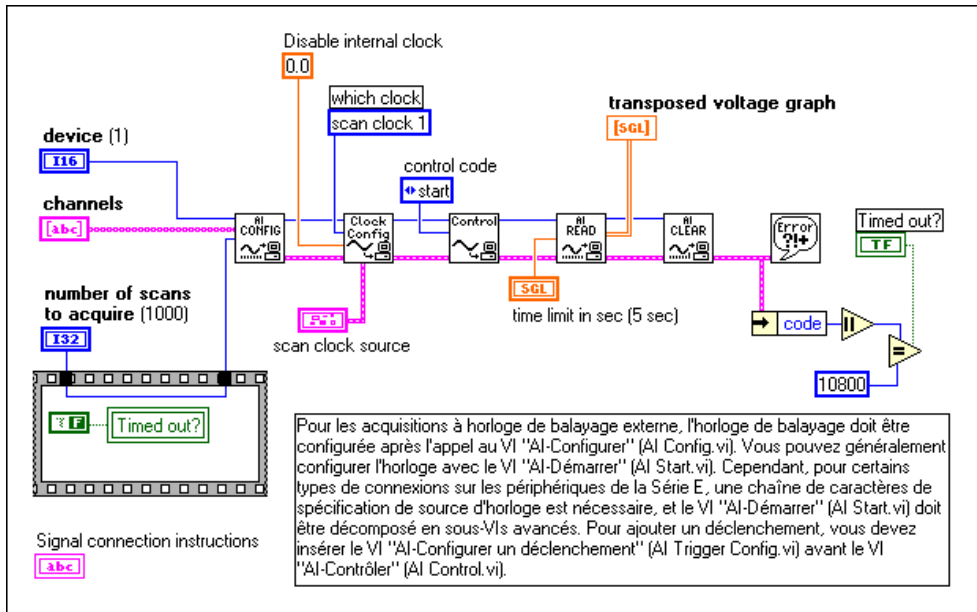 Disable internal clock
0.0
which clock
scan clock 1
transposed voltage graph
[SGL]
device (1)
I16
control code
start
channels
[abc]
AI CONFIG
Clock Config
Control
AI READ
AI CLEAR
Error ?!+
Timed out?
TF
number of scans
to acquire (1000)
I32
SGL
time limit in sec (5 sec)
scan clock source
code
=
10800
F
Timed out?
Pour les acquisitions à horloge de balayage externe, l'horloge de balayage doit être
configurée après l'appel au VI "AI-Configurer" (AI Config.vi). Vous pouvez généralement
configurer l'horloge avec le VI "AI-Démarrer" (AI Start.vi). Cependant, pour certains
types de connexions sur les périphériques de la Série E, une chaîne de caractères de
spécification de source d'horloge est nécessaire, et le VI "AI-Démarrer" (AI Start.vi) doit
être décomposé en sous-VIs avancés. Pour ajouter un déclenchement, vous devez
insérer le VI "AI-Configurer un déclenchement" (AI Trigger Config.vi) avant le VI
"AI-Contrôler" (AI Control.vi).
Signal connection instructions
abc